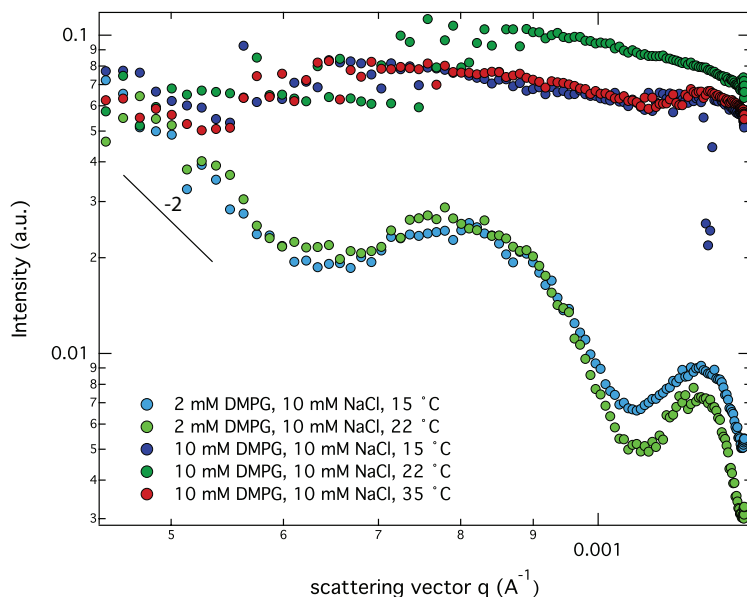 0.1
9
8
7
6
5
4
3
2
0.01
9
8
7
6
5
4
3
-2
Intensity (a.u.)
2 mM DMPG, 10 mM NaCl, 15 ˚C
2 mM DMPG, 10 mM NaCl, 22 ˚C
10 mM DMPG, 10 mM NaCl, 15 ˚C
10 mM DMPG, 10 mM NaCl, 22 ˚C
10 mM DMPG, 10 mM NaCl, 35 ˚C
5 6 7 8 9 0.001
scattering vector q (A⁻¹)